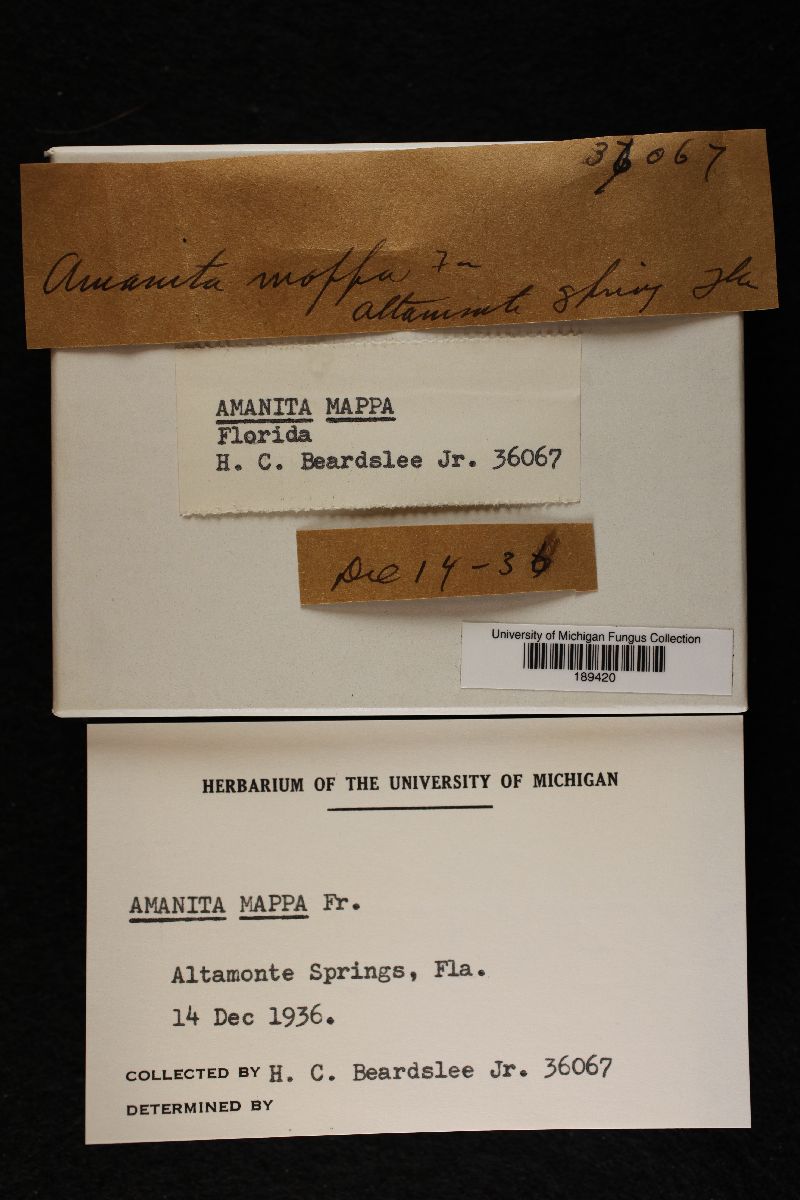 36067
Amanita mappa Fr
Altamonte Spring Fla
AMANITA MAPPA
Florida
H. C. Beardslee Jr. 36067
Dec 14-36
University of Michigan Fungus Collection
189420
HERBARIUM OF THE UNIVERSITY OF MICHIGAN
AMANITA MAPPA Fr.
Altamonte Springs, Fla.
14 Dec 1936.
COLLECTED BY H. C. Beardslee Jr. 36067
DETERMINED BY